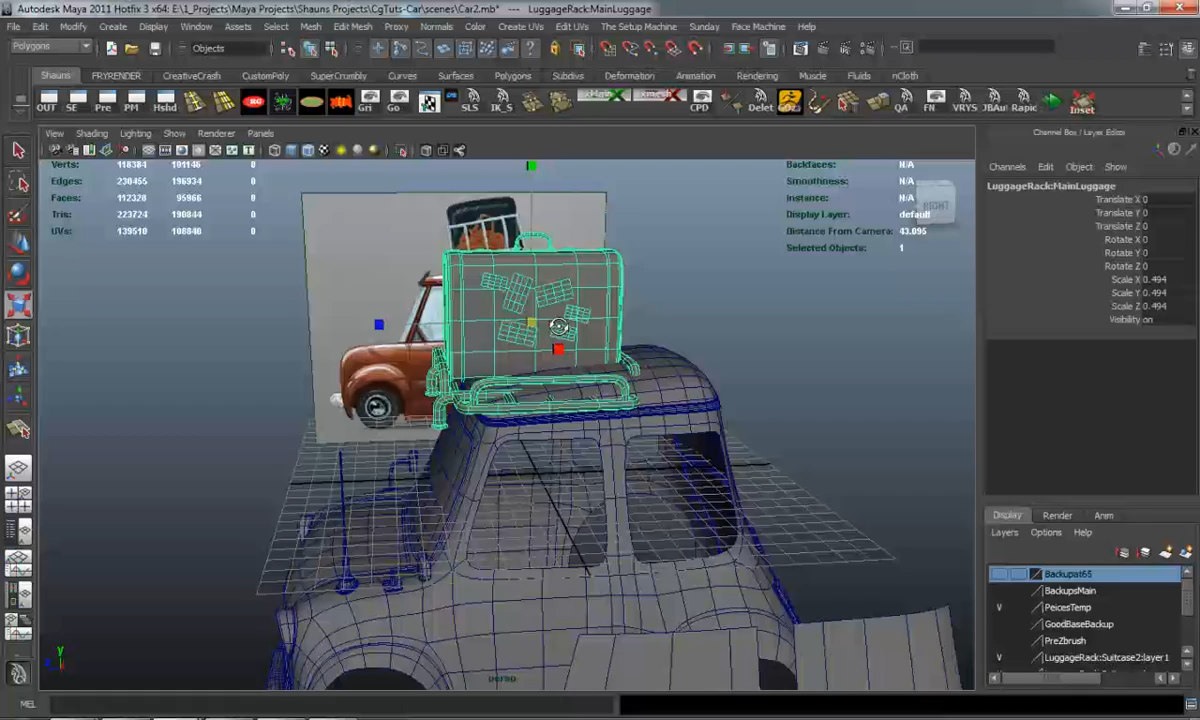 Autodesk Maya 2011 Hotfix 3 x64: E:\1_Projects\Maya Projects\Shauns Projects\CgTuts-Car\scenes\Car2.mb* --- LuggageRack:MainLuggage
File Edit Modify Create Display Window Assets Select Mesh Edit Mesh Proxy Normals Color Create UVs Edit UVs The Setup Machine Sunday Muscle Help
Polygons Objects
Shauns FRYRENDER CreativeCrash CustomPoly SuperCrumbly Curves Surfaces Polygons Subdivs Deformation Animation Rendering Muscle Fluids nCloth
OUT SE Pre PM Hshd Gri Go SLS IK_S xMain xmesh CPD Delet GDz QA FN VRYS JBAu Rapic Inset
View Shading Lighting Show Renderer Panels
Channel Box / Layer Editor
Verts: 118384 101146 0
Edges: 230455 196934 0
Faces: 112328 95966 0
Tris: 223724 190844 0
UVs: 139510 108840 0
Backfaces: N/A
Smoothness: N/A
Instance: N/A
Display Layer: default
Distance From Camera: 43.095
Selected Objects: 1
RIGHT
Channels Edit Object Show
LuggageRack:MainLuggage
Translate X 0
Translate Y 0
Translate Z 0
Rotate X 0
Rotate Y 0
Rotate Z 0
Scale X 0.494
Scale Y 0.494
Scale Z 0.494
Visibility on
Display Render Anim
Layers Options Help
Backupat65
BackupsMain
V PeicesTemp
GoodBaseBackup
PreZbrush
V LuggageRack:Suitcase2:layer1
y
z
persp
MEL